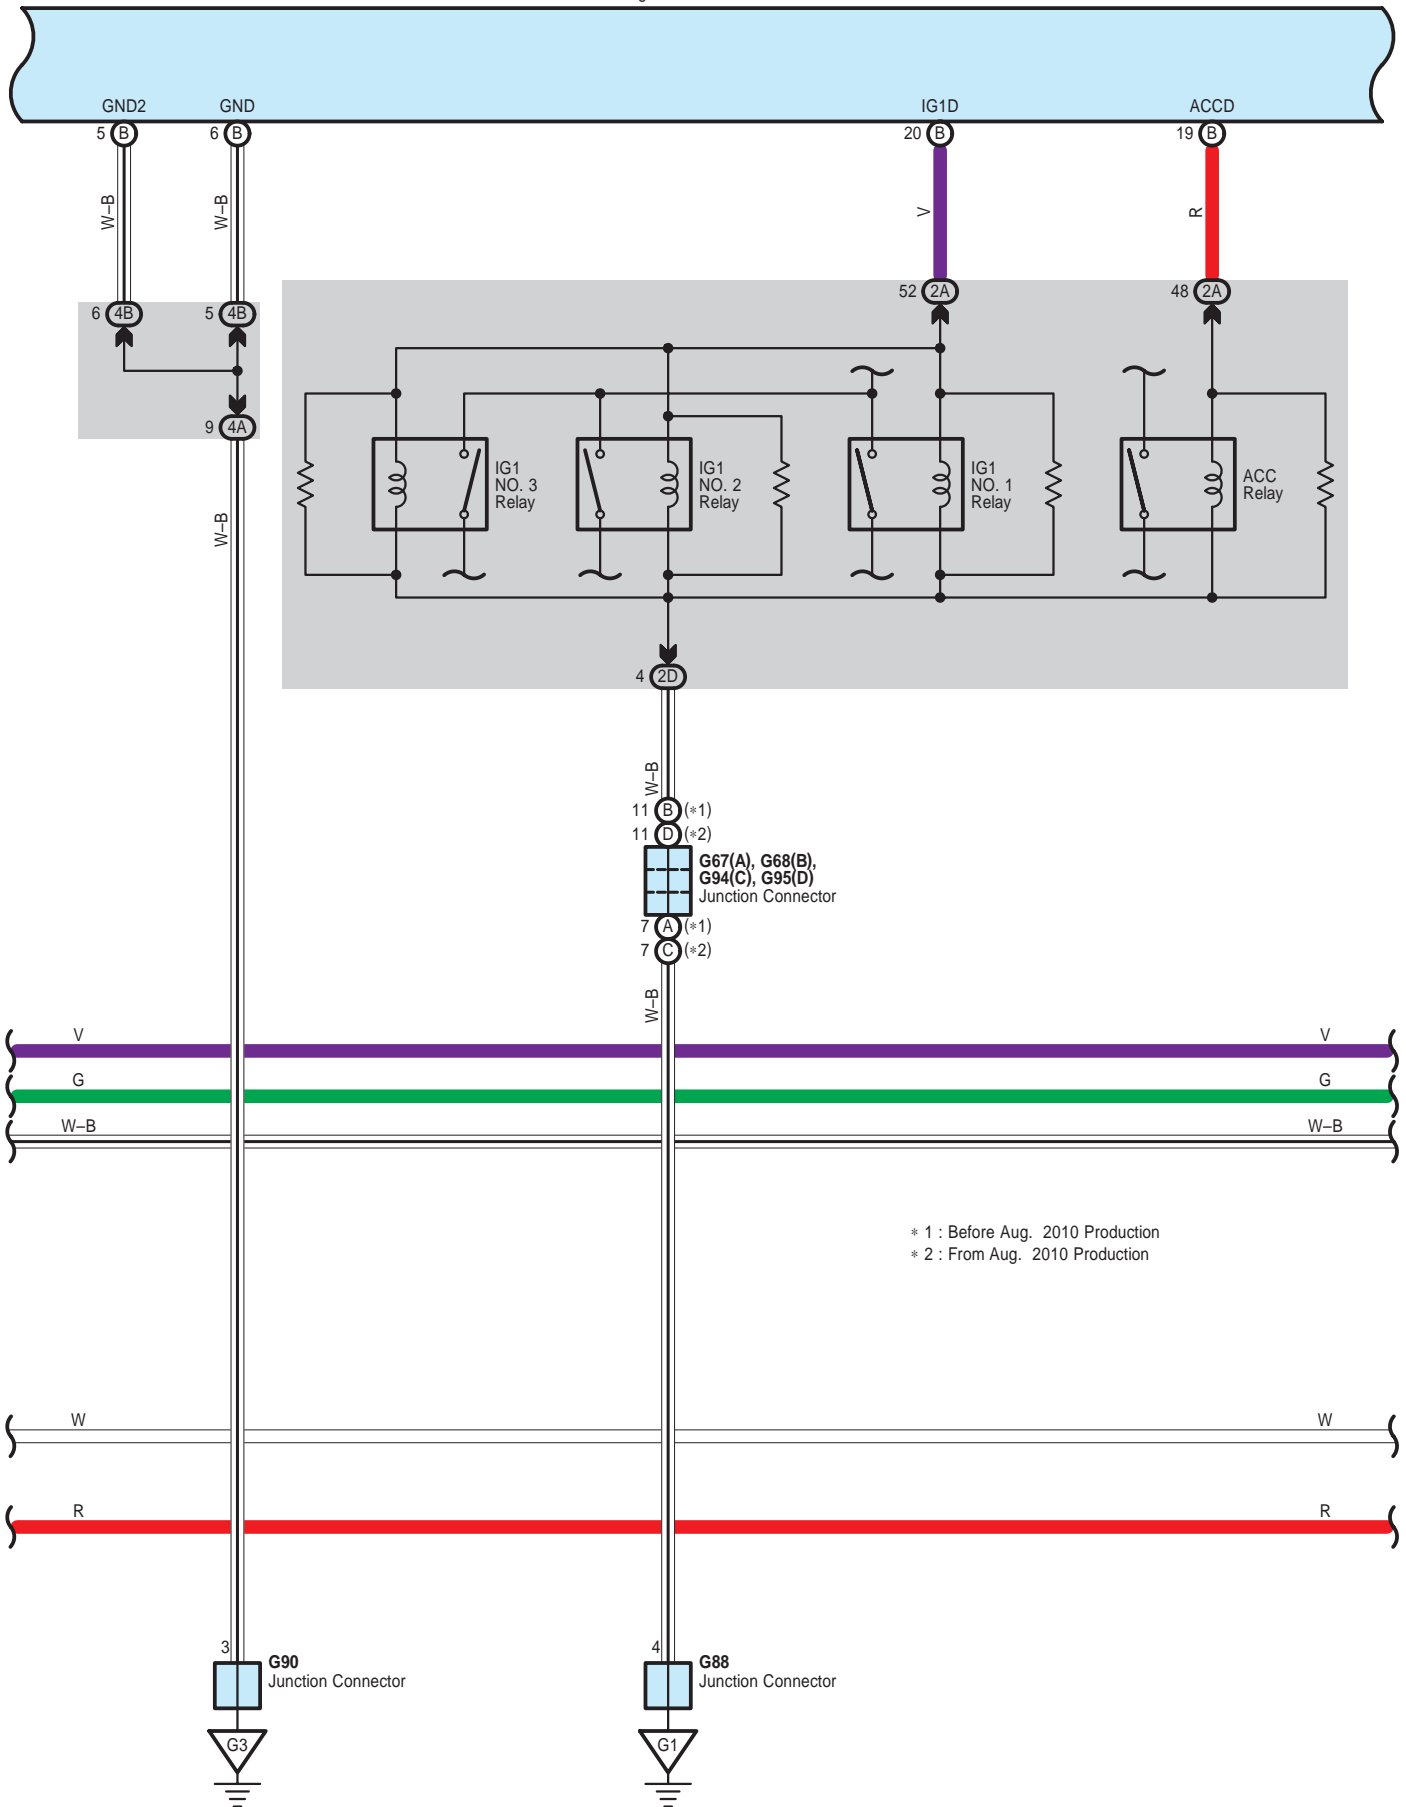 GND2 GND IG1D ACCD
5 B 6 B 20 B 19 B
W–B W–B V R
52 2A 48 2A
6 4B 5 4B
9 4A
IG1
NO. 3
Relay
IG1
NO. 2
Relay
IG1
NO. 1
Relay
ACC
Relay
W–B
4 2D
W–B
11 B (∗1)
11 D (∗2)
G67(A), G68(B),
G94(C), G95(D)
Junction Connector
7 A (∗1)
7 C (∗2)
W–B
V V
G G
W–B W–B
∗ 1 : Before Aug. 2010 Production
∗ 2 : From Aug. 2010 Production
W W
R R
3 4
G90
Junction Connector
G88
Junction Connector
G3 G1